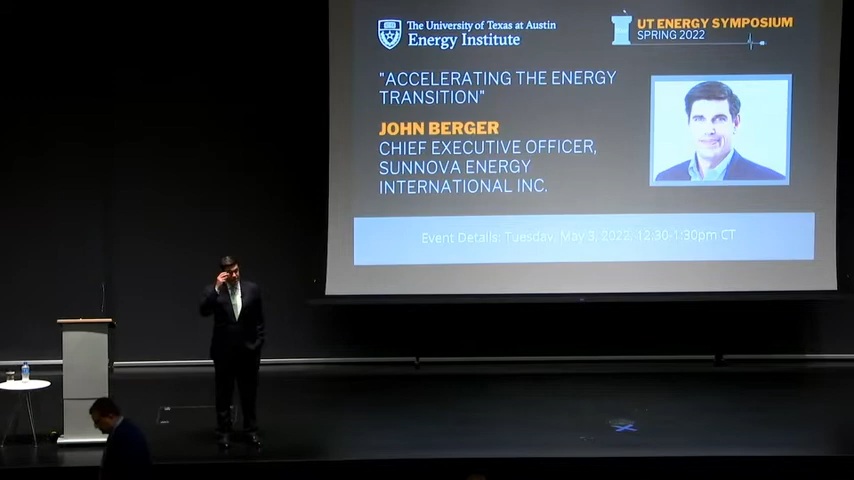 The University of Texas at Austin
Energy Institute
UT ENERGY SYMPOSIUM
SPRING 2022
"ACCELERATING THE ENERGY
TRANSITION"
JOHN BERGER
CHIEF EXECUTIVE OFFICER,
SUNNOVA ENERGY
INTERNATIONAL INC.
Event Details: Tuesday, May 3, 2022, 12:30-1:30pm CT